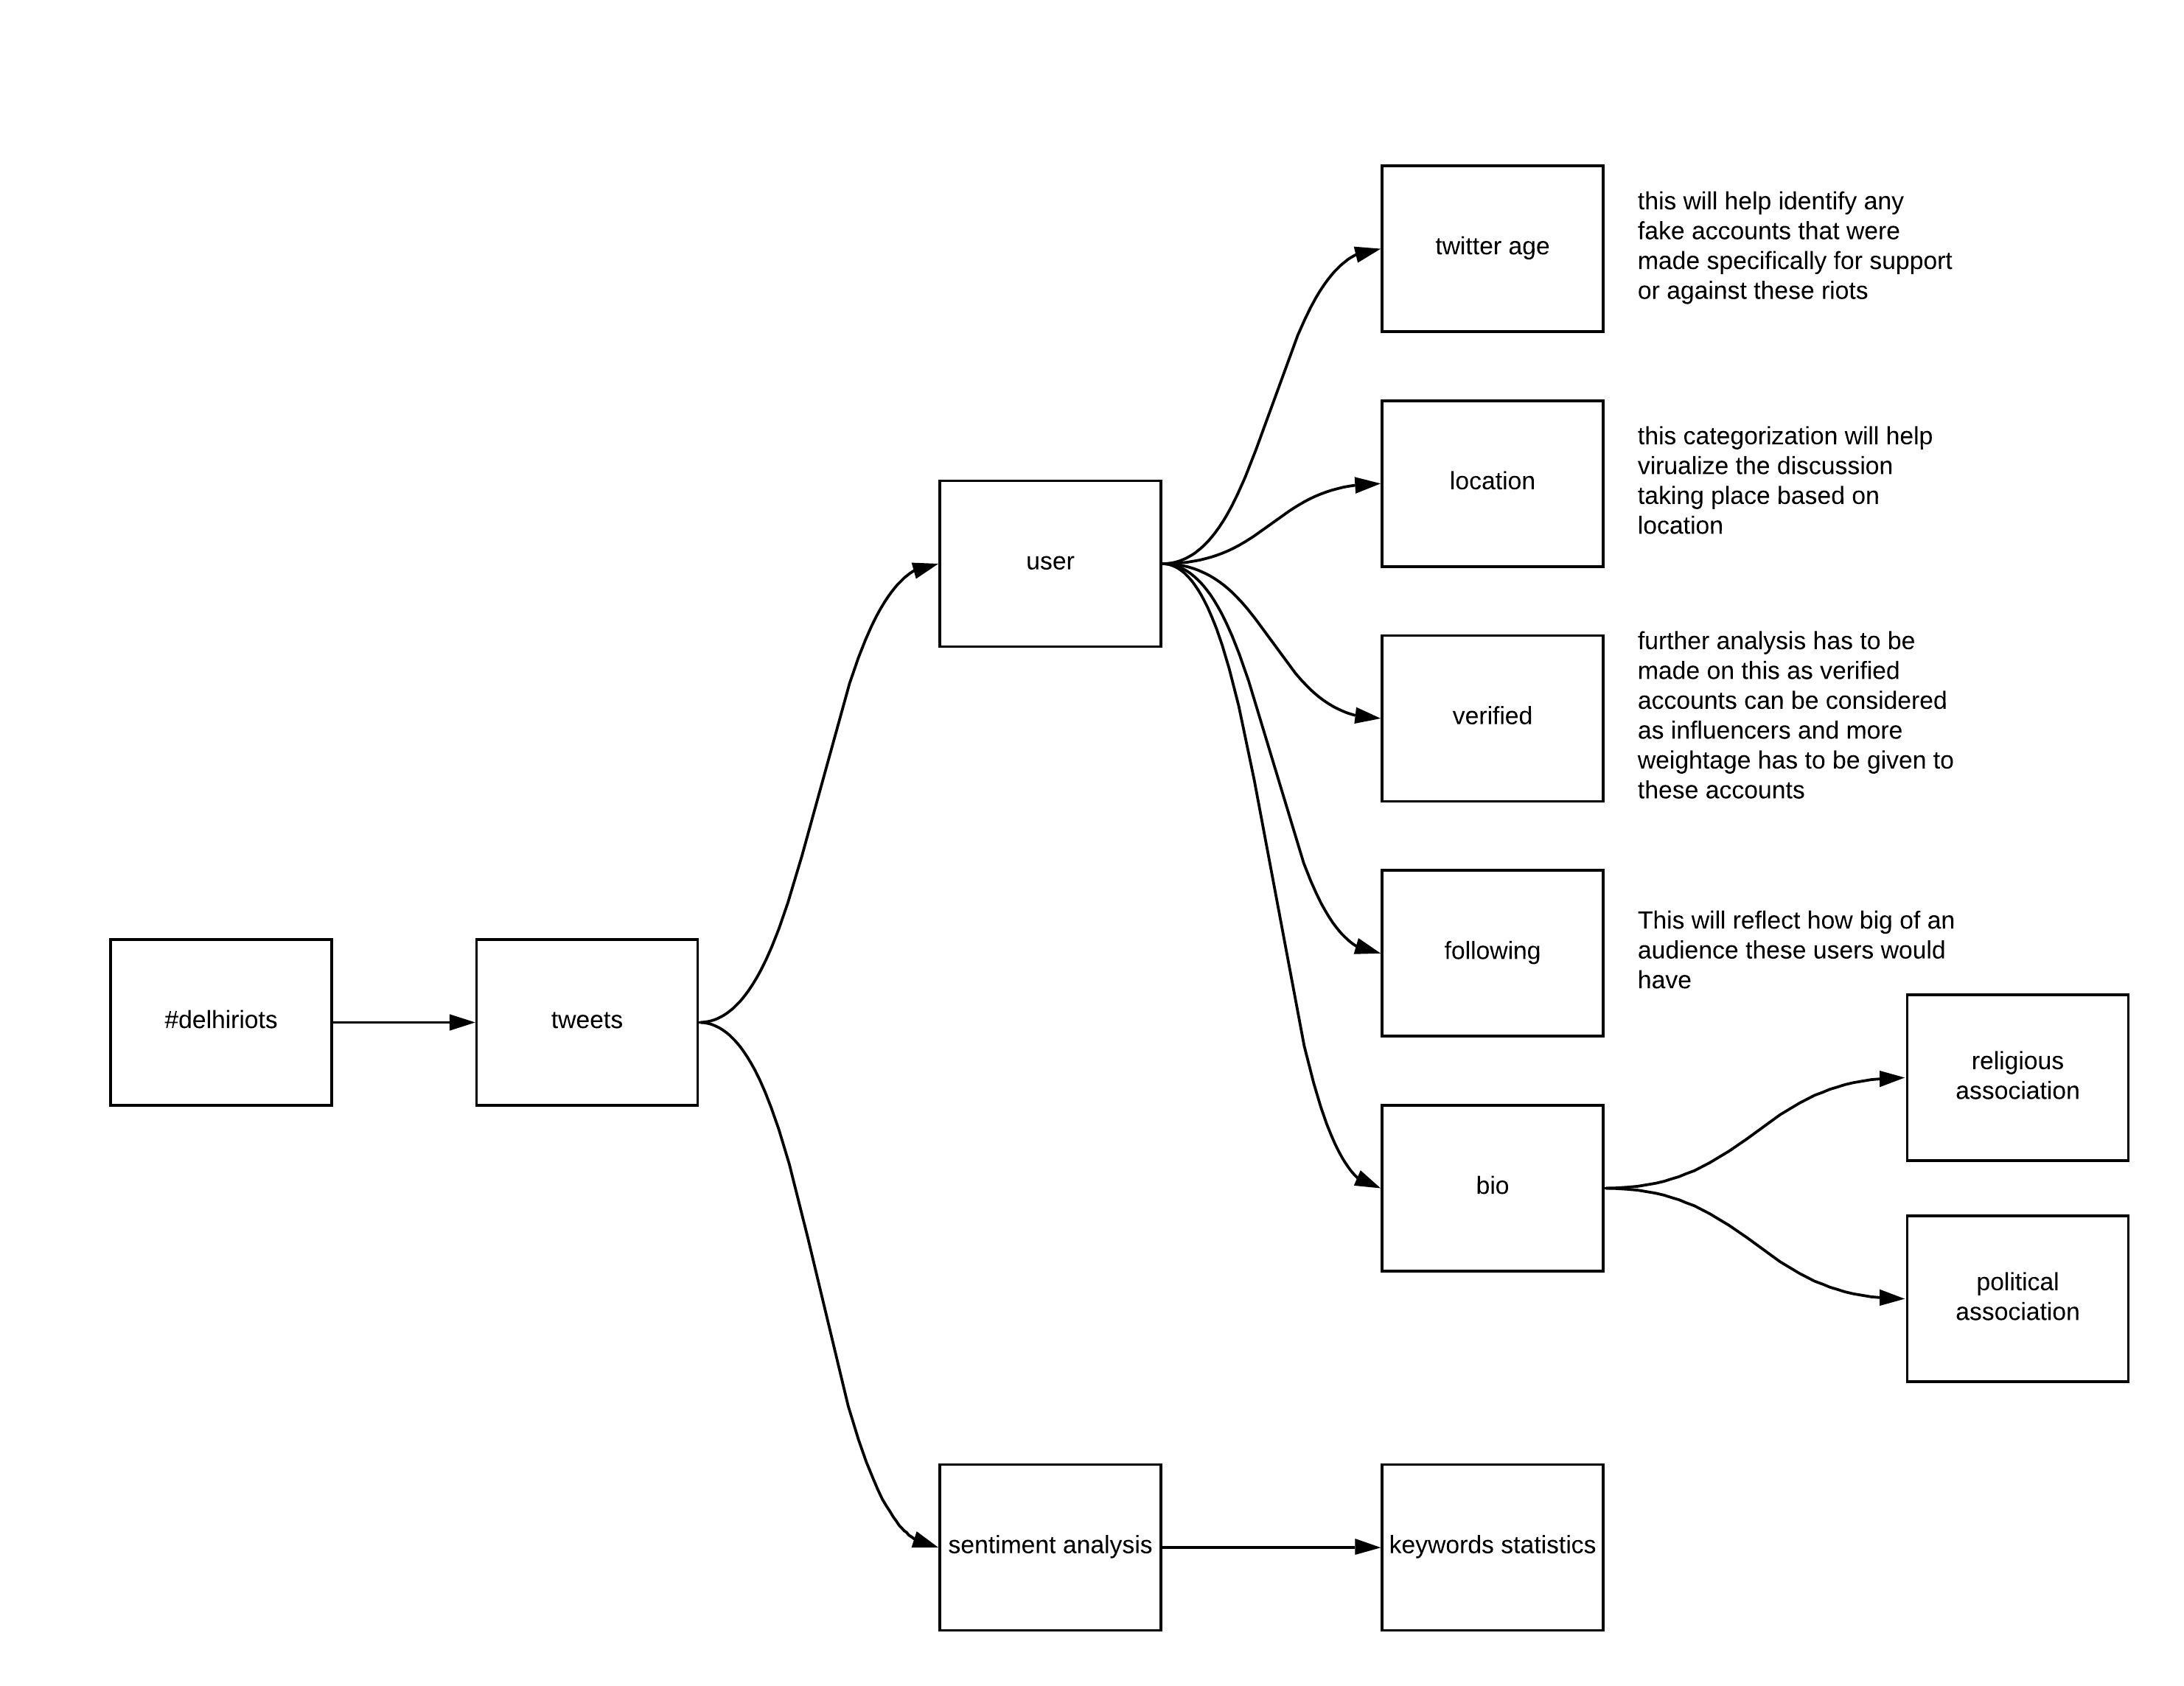 twitter age
this will help identify any
fake accounts that were
made specifically for support
or against these riots
location
this categorization will help
virualize the discussion
taking place based on
location
user
verified
further analysis has to be
made on this as verified
accounts can be considered
as influencers and more
weightage has to be given to
these accounts
following
This will reflect how big of an
audience these users would
have
#delhiriots
tweets
religious
association
bio
political
association
sentiment analysis
keywords statistics